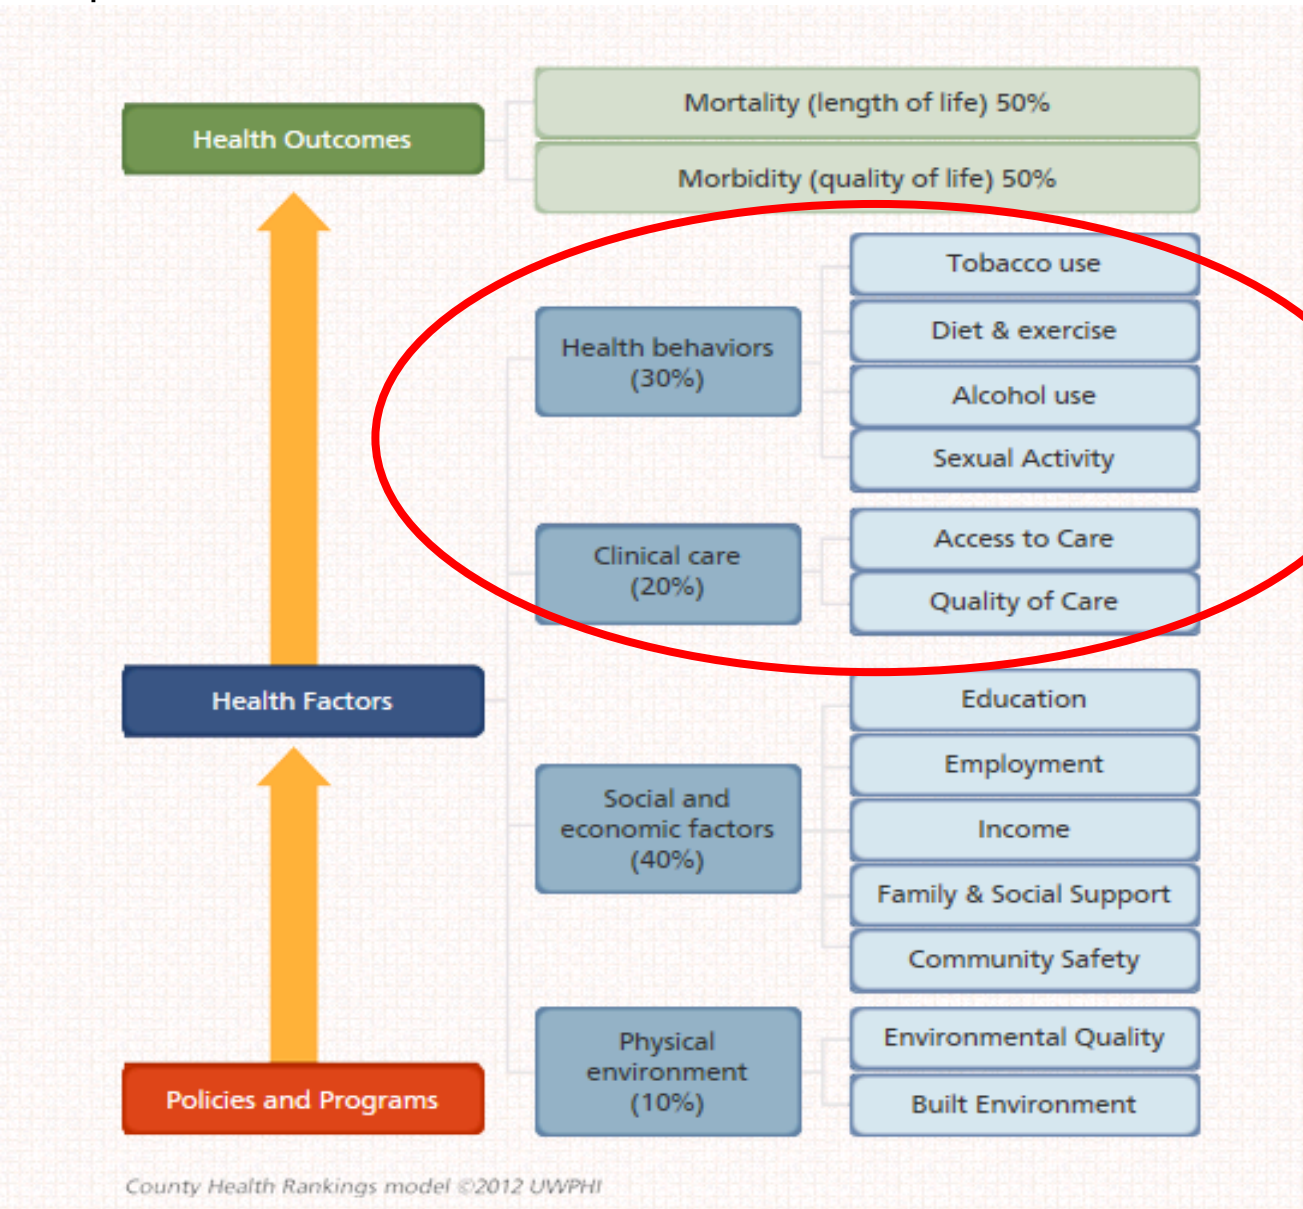 Health Outcomes
Mortality (length of life) 50%
Morbidity (quality of life) 50%
Health behaviors
(30%)
Tobacco use
Diet & exercise
Alcohol use
Sexual Activity
Clinical care
(20%)
Access to Care
Quality of Care
Health Factors
Social and
economic factors
(40%)
Education
Employment
Income
Family & Social Support
Community Safety
Physical
environment
(10%)
Environmental Quality
Built Environment
Policies and Programs
County Health Rankings model ©2012 UWPHI